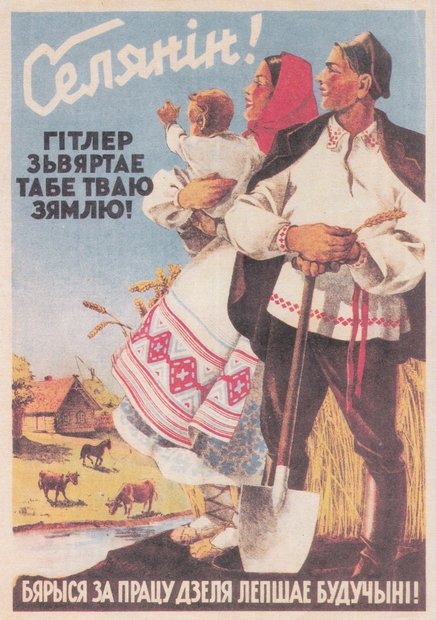 Селянін!
ГІТЛЕР
ЗЬВЯРТАЕ
ТАБЕ ТВАЮ
ЗЯМЛЮ!
БЯРЫСЯ ЗА ПРАЦУ ДЗЕЛЯ ЛЕПШАЕ БУДУЧЫНІ!